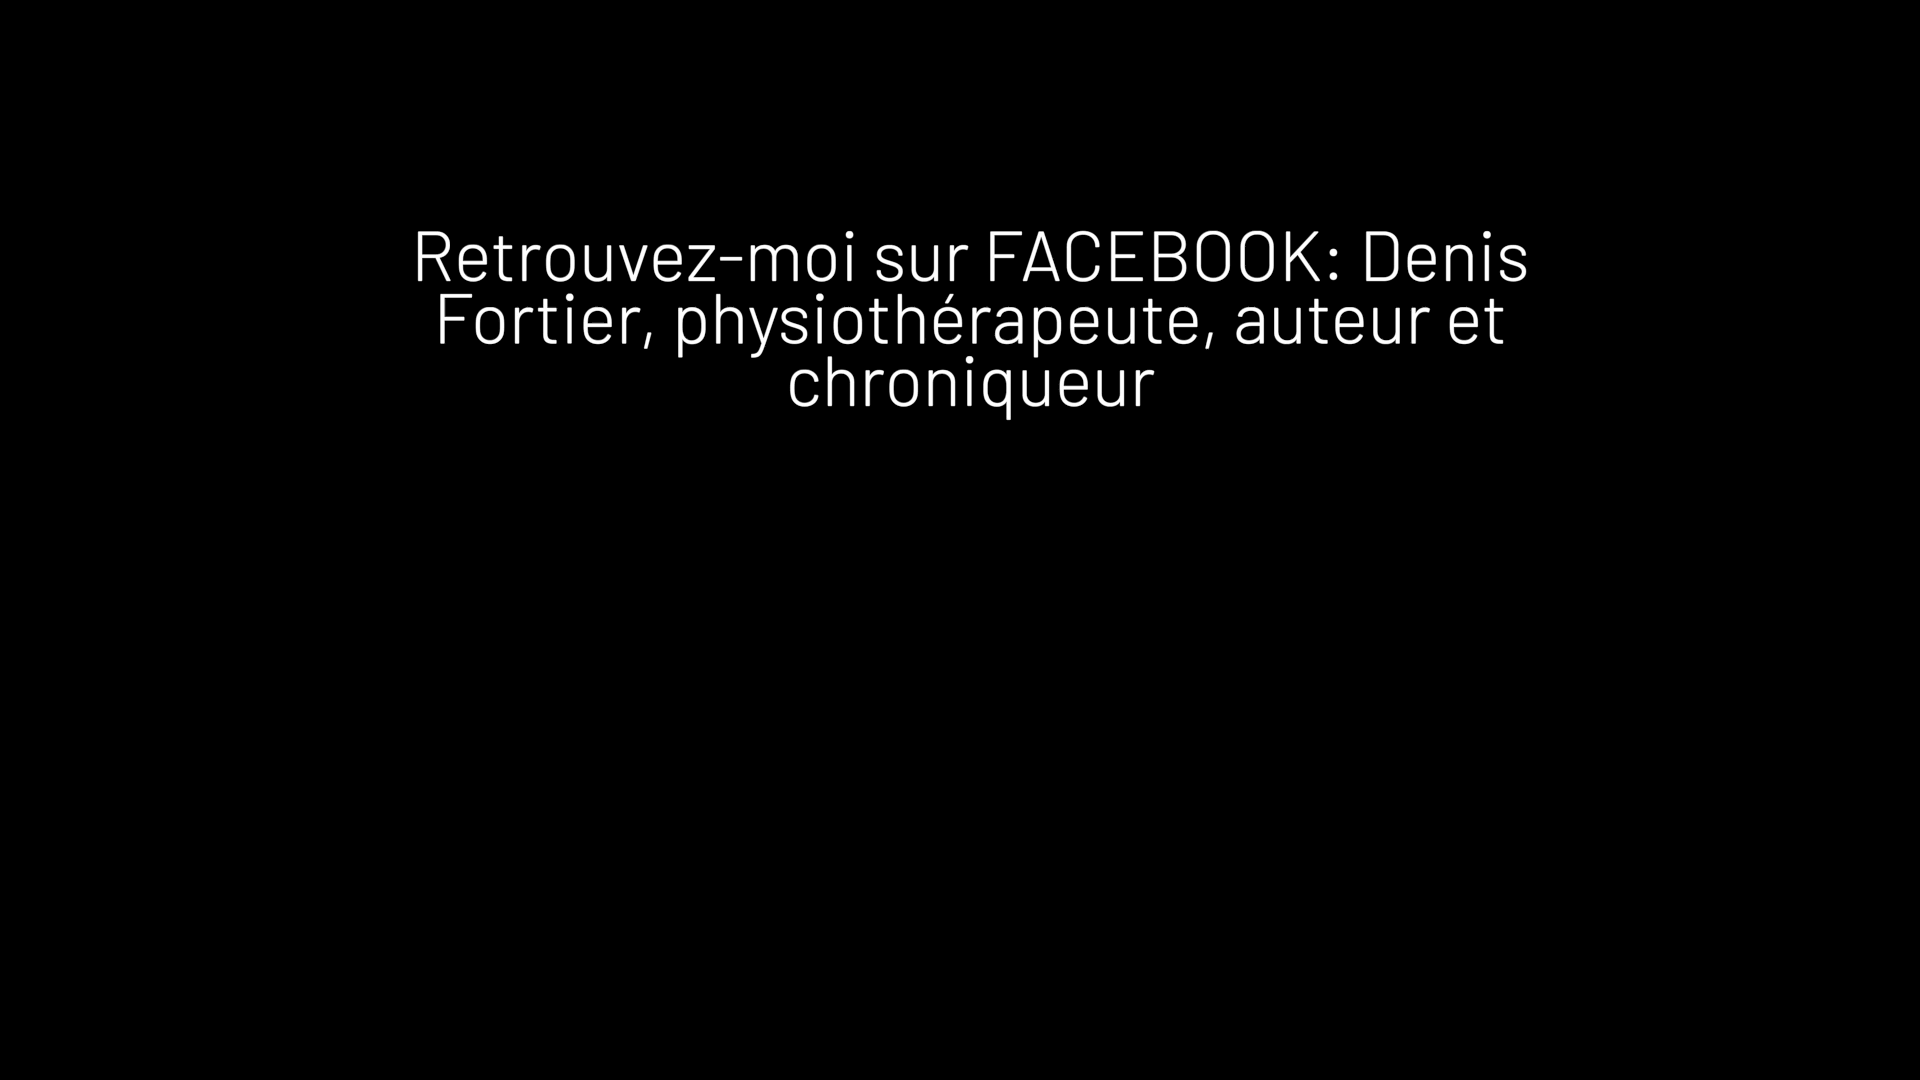 Retrouvez-moi sur FACEBOOK: Denis
Fortier, physiothérapeute, auteur et
chroniqueur